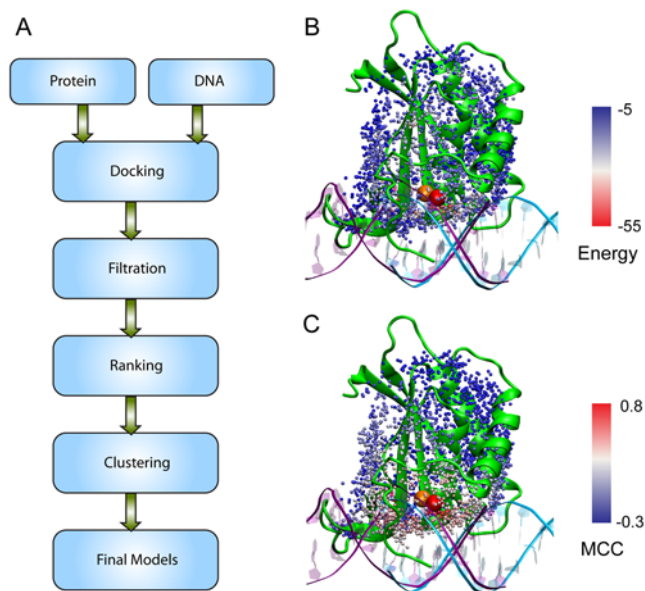 A
Protein
DNA
Docking
Filtration
Ranking
Clustering
Final Models
B
-5
-55
Energy
C
0.8
-0.3
MCC